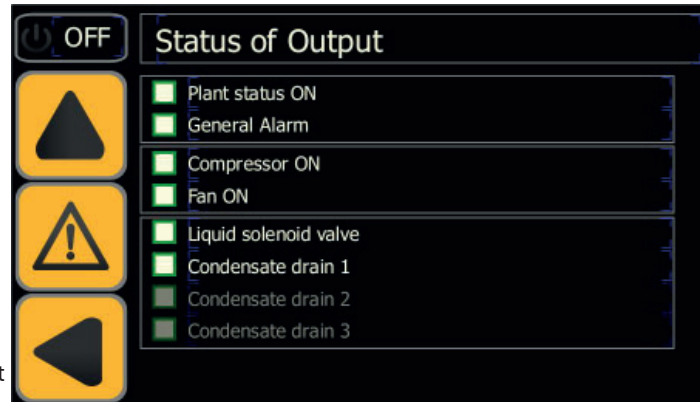 OFF
Status of Output
Plant status ON
General Alarm
Compressor ON
Fan ON
Liquid solenoid valve
Condensate drain 1
Condensate drain 2
Condensate drain 3
t